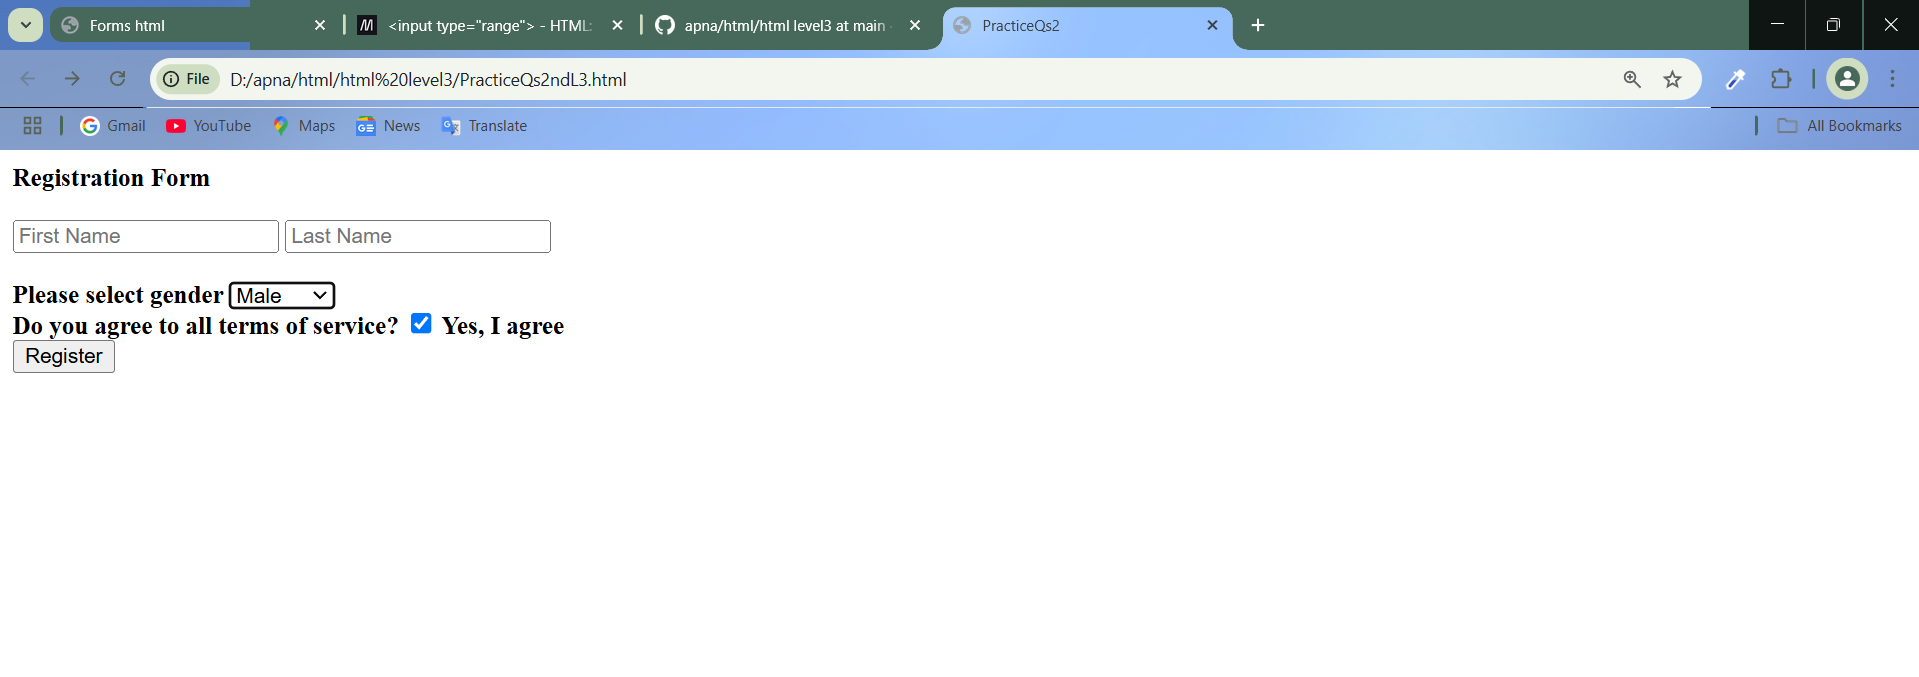 Forms html
<input type="range"> - HTML:
apna/html/html level3 at main
PracticeQs2
File
D:/apna/html/html%20level3/PracticeQs2ndL3.html
Gmail
YouTube
Maps
News
Translate
All Bookmarks
Registration Form
First Name
Last Name
Please select gender Male
Do you agree to all terms of service? Yes, I agree
Register